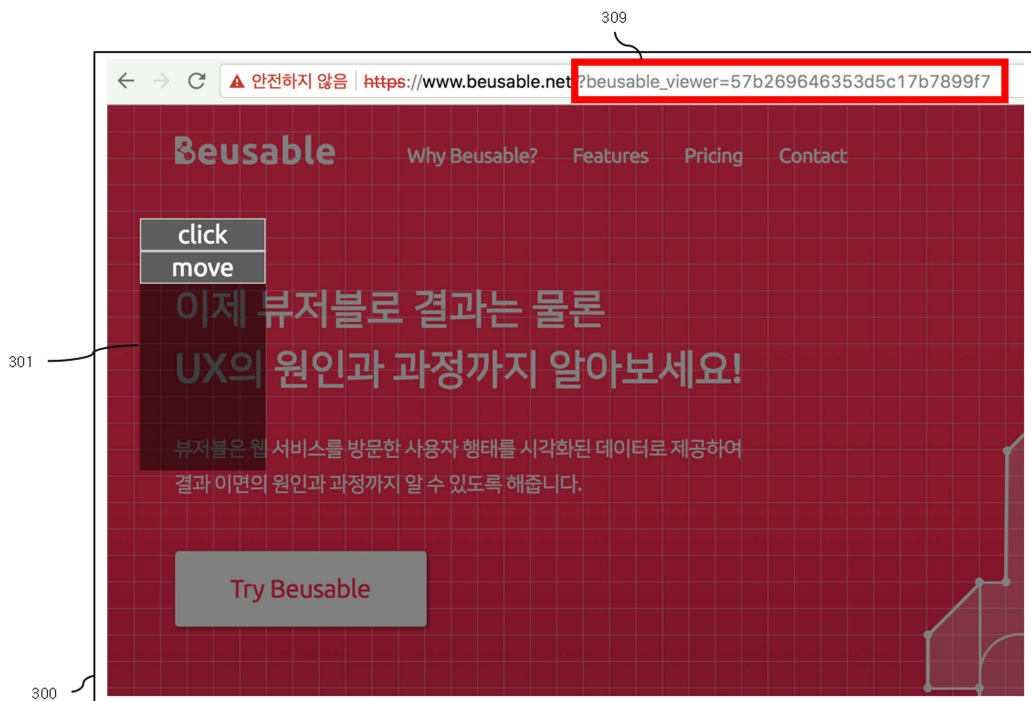 309
안전하지 않음 | https://www.beusable.net/?beusable_viewer=57b269646353d5c17b7899f7
Beusable Why Beusable? Features Pricing Contact
click
move
이제 뷰저블로 결과는 물론
UX의 원인과 과정까지 알아보세요!
301
뷰저블은 웹 서비스를 방문한 사용자 행태를 시각화된 데이터로 제공하여
결과 이면의 원인과 과정까지 알 수 있도록 해줍니다.
Try Beusable
300